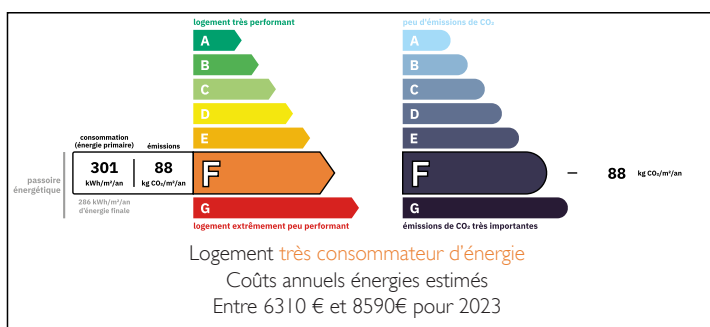 logement très performant
A
B
C
D
E
consommation
(énergie primaire)
émissions
passoire
énergétique
301
kWh/m²/an
88
kg CO₂/m²/an
F
286 kWh/m²/an
d'énergie finale
G
logement extrêmement peu performant
peu d'émissions de CO₂
A
B
C
D
E
F
88 kg CO₂/m²/an
G
émissions de CO₂ très importantes
Logement très consommateur d'énergie
Coûts annuels énergies estimés
Entre 6310 € et 8590€ pour 2023